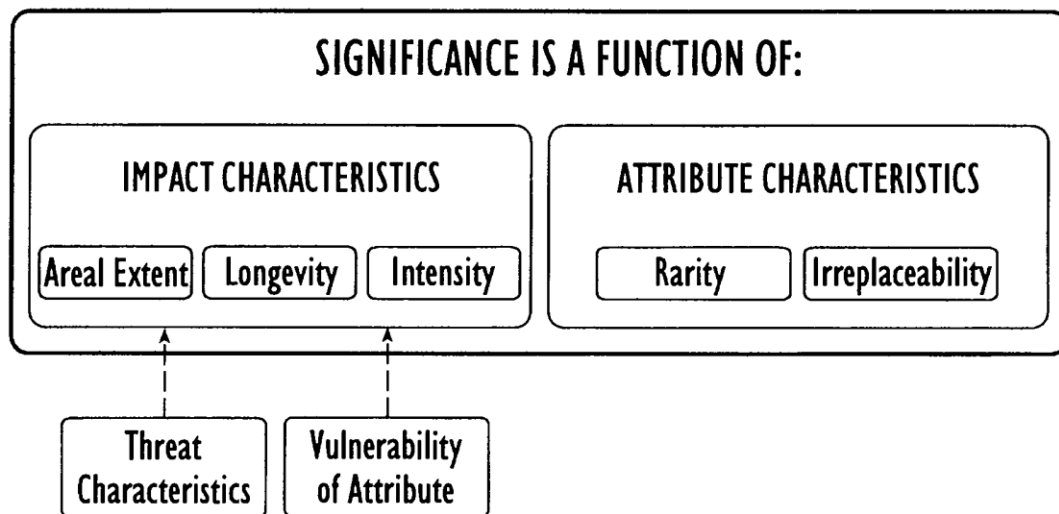 SIGNIFICANCE IS A FUNCTION OF:
IMPACT CHARACTERISTICS
Areal Extent
Longevity
Intensity
ATTRIBUTE CHARACTERISTICS
Rarity
Irreplaceability
Threat
Characteristics
Vulnerability
of Attribute